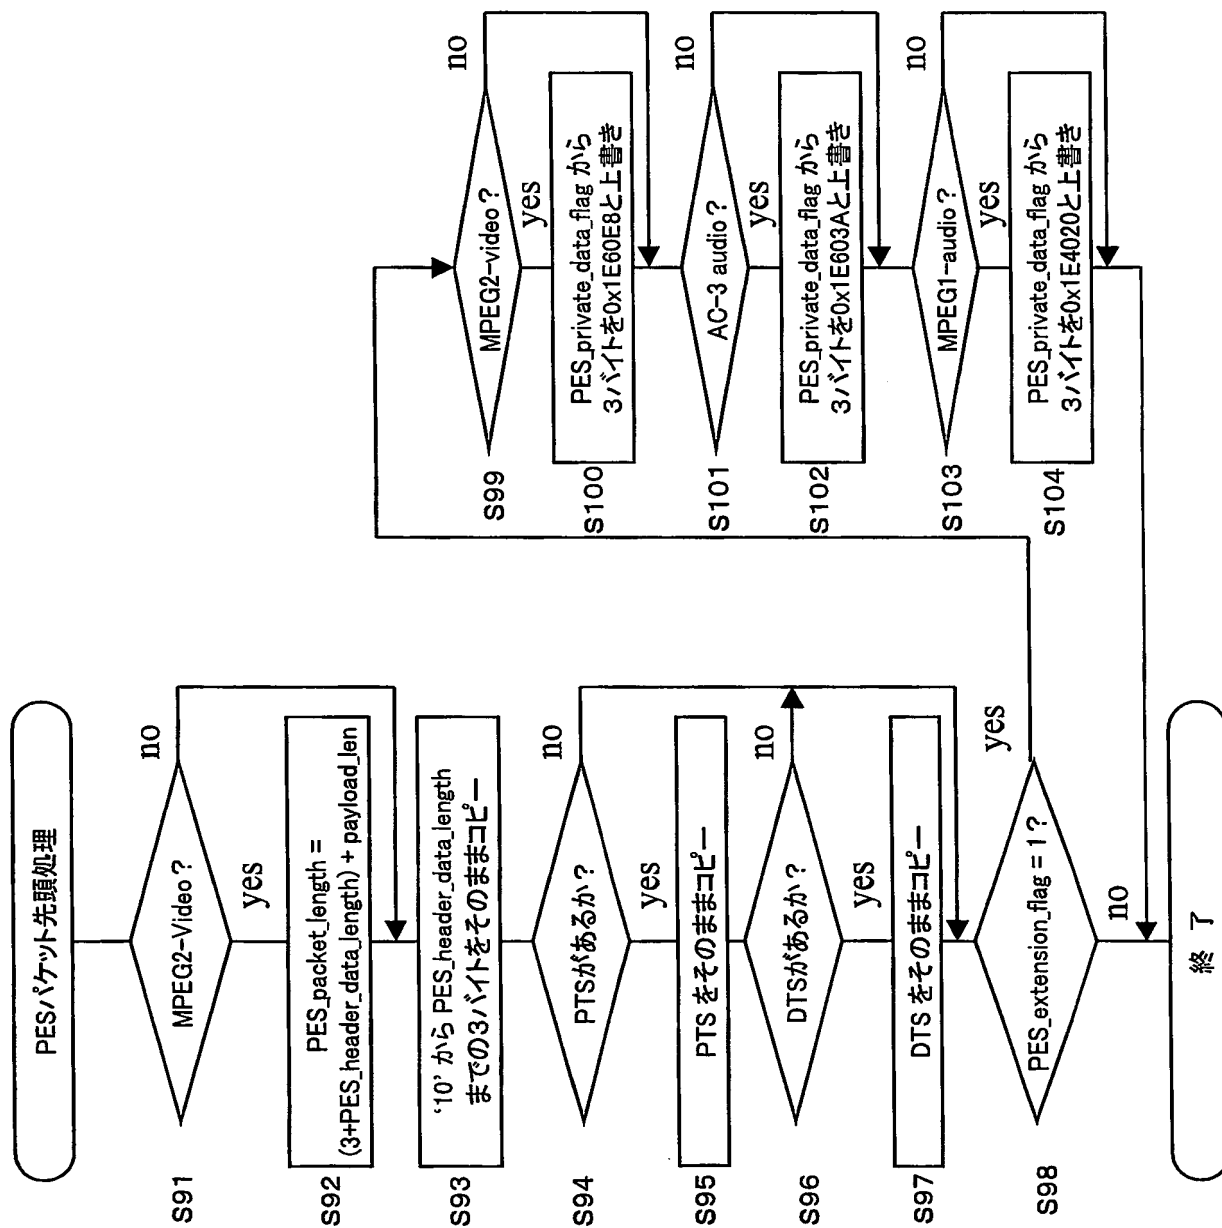 PESパケット先頭処理
S91
MPEG2-Video?
no
yes
S92
PES_packet_length =
(3+PES_header_data_length) + payload_len
S93
‘10’ から PES_header_data_length
までの3バイトをそのままコピー
S94
PTSがあるか?
no
yes
S95
PTS をそのままコピー
S96
DTSがあるか?
no
yes
S97
DTS をそのままコピー
S98
PES_extension_flag = 1?
yes
no
終 了
S99
MPEG2-video?
no
yes
S100
PES_private_data_flag から
3バイトを0x1E60E8と上書き
S101
AC-3 audio?
no
yes
S102
PES_private_data_flag から
3バイトを0x1E603Aと上書き
S103
MPEG1-audio?
no
yes
S104
PES_private_data_flag から
3バイトを0x1E4020と上書き